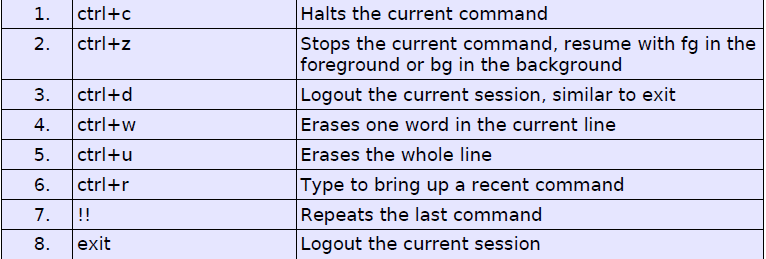 1. ctrl+c Halts the current command
2. ctrl+z Stops the current command, resume with fg in the
foreground or bg in the background
3. ctrl+d Logout the current session, similar to exit
4. ctrl+w Erases one word in the current line
5. ctrl+u Erases the whole line
6. ctrl+r Type to bring up a recent command
7. !! Repeats the last command
8. exit Logout the current session